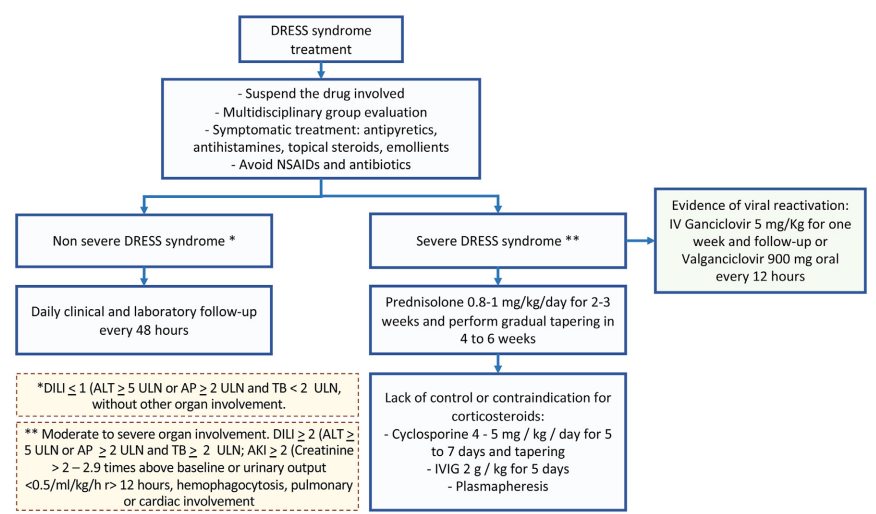 DRESS syndrome
treatment
- Suspend the drug involved
- Multidisciplinary group evaluation
- Symptomatic treatment: antipyretics,
antihistamines, topical steroids, emollients
- Avoid NSAIDs and antibiotics
Non severe DRESS syndrome *
Daily clinical and laboratory follow-up
every 48 hours
Severe DRESS syndrome **
Prednisolone 0.8-1 mg/kg/day for 2-3
weeks and perform gradual tapering in
4 to 6 weeks
Lack of control or contraindication for
corticosteroids:
- Cyclosporine 4 - 5 mg / kg / day for 5
to 7 days and tapering
- IVIG 2 g / kg for 5 days
- Plasmapheresis
Evidence of viral reactivation:
IV Ganciclovir 5 mg/Kg for one
week and follow-up or
Valganciclovir 900 mg oral
every 12 hours
*DILI ≤ 1 (ALT ≥ 5 ULN or AP ≥ 2 ULN and TB < 2 ULN,
without other organ involvement.
** Moderate to severe organ involvement. DILI ≥ 2 (ALT ≥
5 ULN or AP ≥ 2 ULN and TB ≥ 2 ULN; AKI ≥ 2 (Creatinine
> 2 – 2.9 times above baseline or urinary output
<0.5/ml/kg/h r> 12 hours, hemophagocytosis, pulmonary
or cardiac involvement